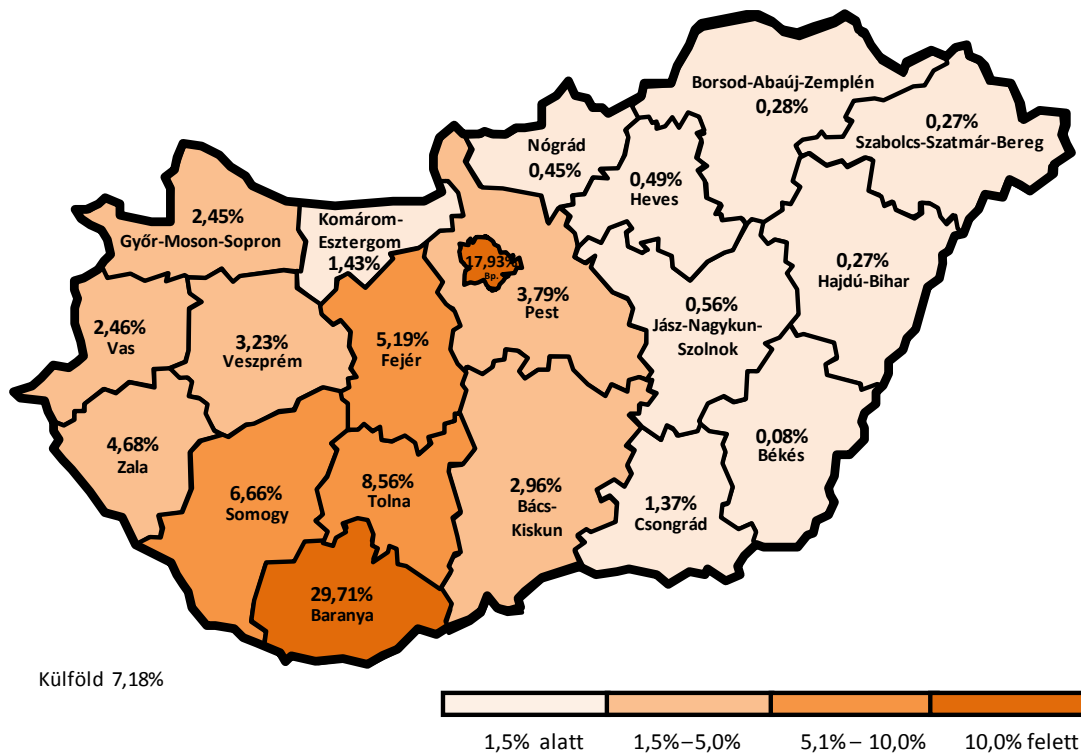 Borsod-Abaúj-Zemplén
0,28%
0,27%
Szabolcs-Szatmár-Bereg
Nógrád
0,45%
0,49%
Heves
2,45%
Győr-Moson-Sopron
Komárom-
Esztergom
1,43%
17,93%
Bp.
3,79%
Pest
0,27%
Hajdú-Bihar
0,56%
Jász-Nagykun-
Szolnok
2,46%
Vas
3,23%
Veszprém
5,19%
Fejér
4,68%
Zala
6,66%
Somogy
8,56%
Tolna
2,96%
Bács-
Kiskun
1,37%
Csongrád
0,08%
Békés
29,71%
Baranya
Külföld 7,18%
1,5% alatt
1,5%–5,0%
5,1% – 10,0%
10,0% felett